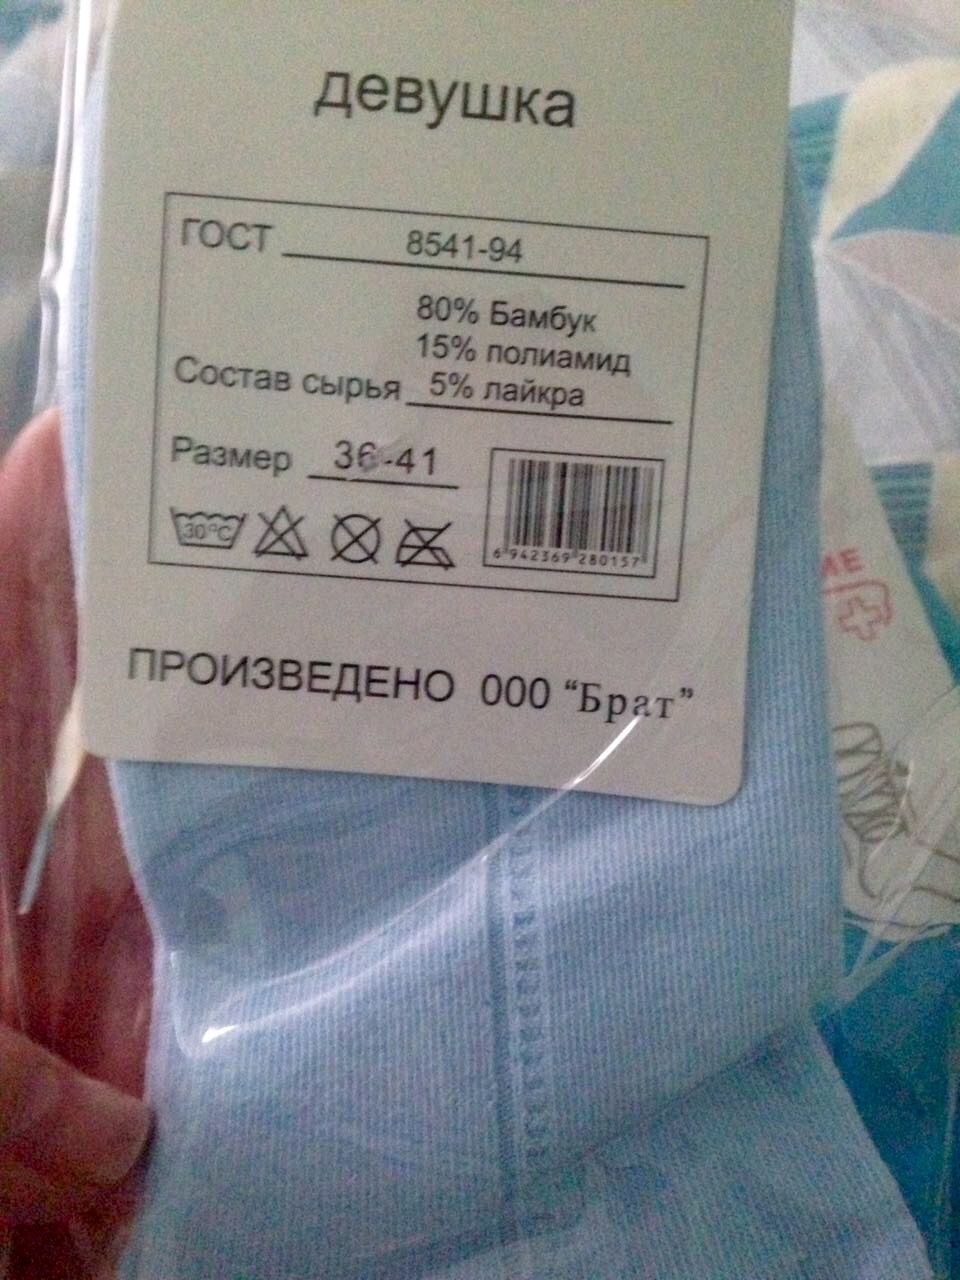 девушка
ГОСТ 8541-94
80% Бамбук
15% полиамид
Состав сырья 5% лайкра
Размер 36-41
30°C
6 942369 280157
ПРОИЗВЕДЕНО ООО “Брат”